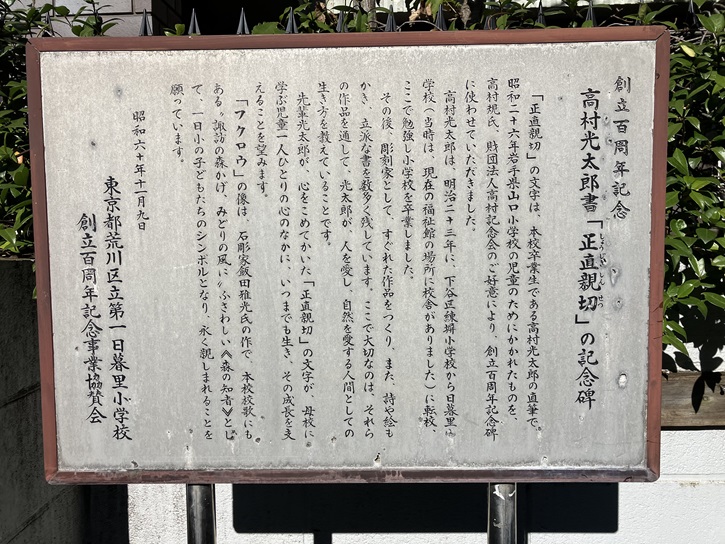 創立百周年記念
高村光太郎書「正直親切」の記念碑
「正直親切」の文字は、本校卒業生である高村光太郎の直筆で、
昭和二十六年岩手県山口小学校の児童のためにかかれたものを、
高村規氏、財団法人高村記念会のご好意により、創立百周年記念碑
に使わせていただきました。
高村光太郎は、明治二十三年に、下谷区練塀小学校から日暮里
学校(当時は、現在の福祉館の場所に校舎がありました。)に転校、
ここで勉強し小学校を卒業しました。
その後、彫刻家として、すぐれた作品をつくり、また、詩や絵も
かき、立派な書を数多く残しています。ここで大切なのは、それら
の作品を通して、光太郎が、人を愛し、自然を愛する人間としての
生き方を教えていることです。
先輩光太郎が、心をこめてかいた「正直親切」の文字が、母校に
学ぶ児童一人ひとりの心のなかに、いつまでも生き、その成長を支
えることを望みます。
「フクロウ」の像は、石彫家飯田雅光氏の作で、本校校歌にも
ある〝諏訪の森かげ みどりの風に〟ふさわしい《森の知者》とし
て、一日小の子どもたちのシンボルとなり、永く親しまれることを
願っています。
昭和六十年十一月九日
東京都荒川区立第一日暮里小学校
創立百周年記念事業協賛会